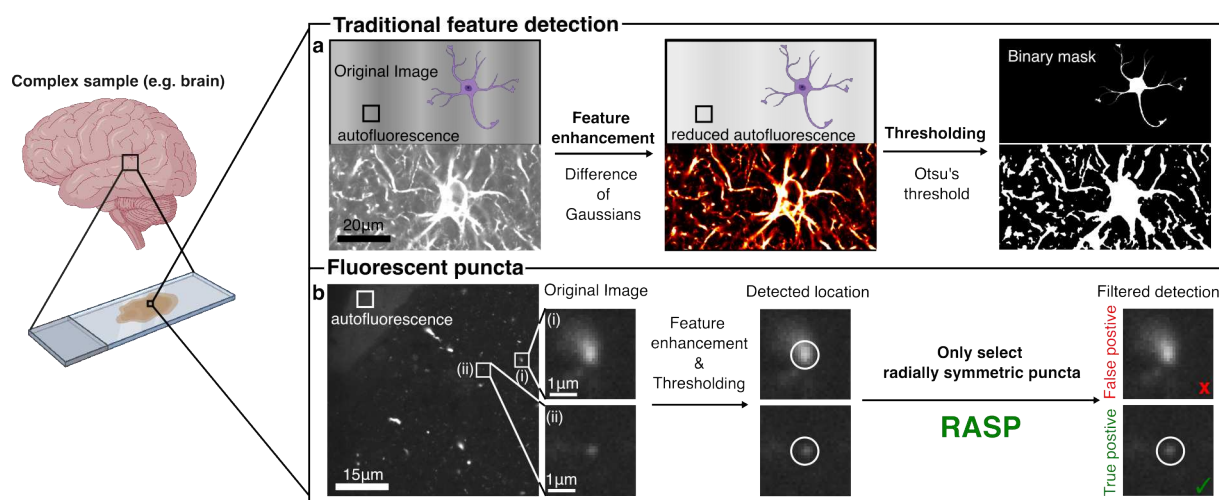 Complex sample (e.g. brain)
Traditional feature detection
a
Original Image
autofluorescence
20µm
Feature
enhancement
Difference
of
Gaussians
reduced autofluorescence
Thresholding
Otsu's
threshold
Binary mask
Fluorescent puncta
b
autofluorescence
(ii)
(i)
15µm
Original Image
(i)
1µm
(ii)
1µm
Feature
enhancement
&
Thresholding
Detected location
Only select
radially symmetric puncta
RASP
Filtered detection
False postive
x
True postive
✓